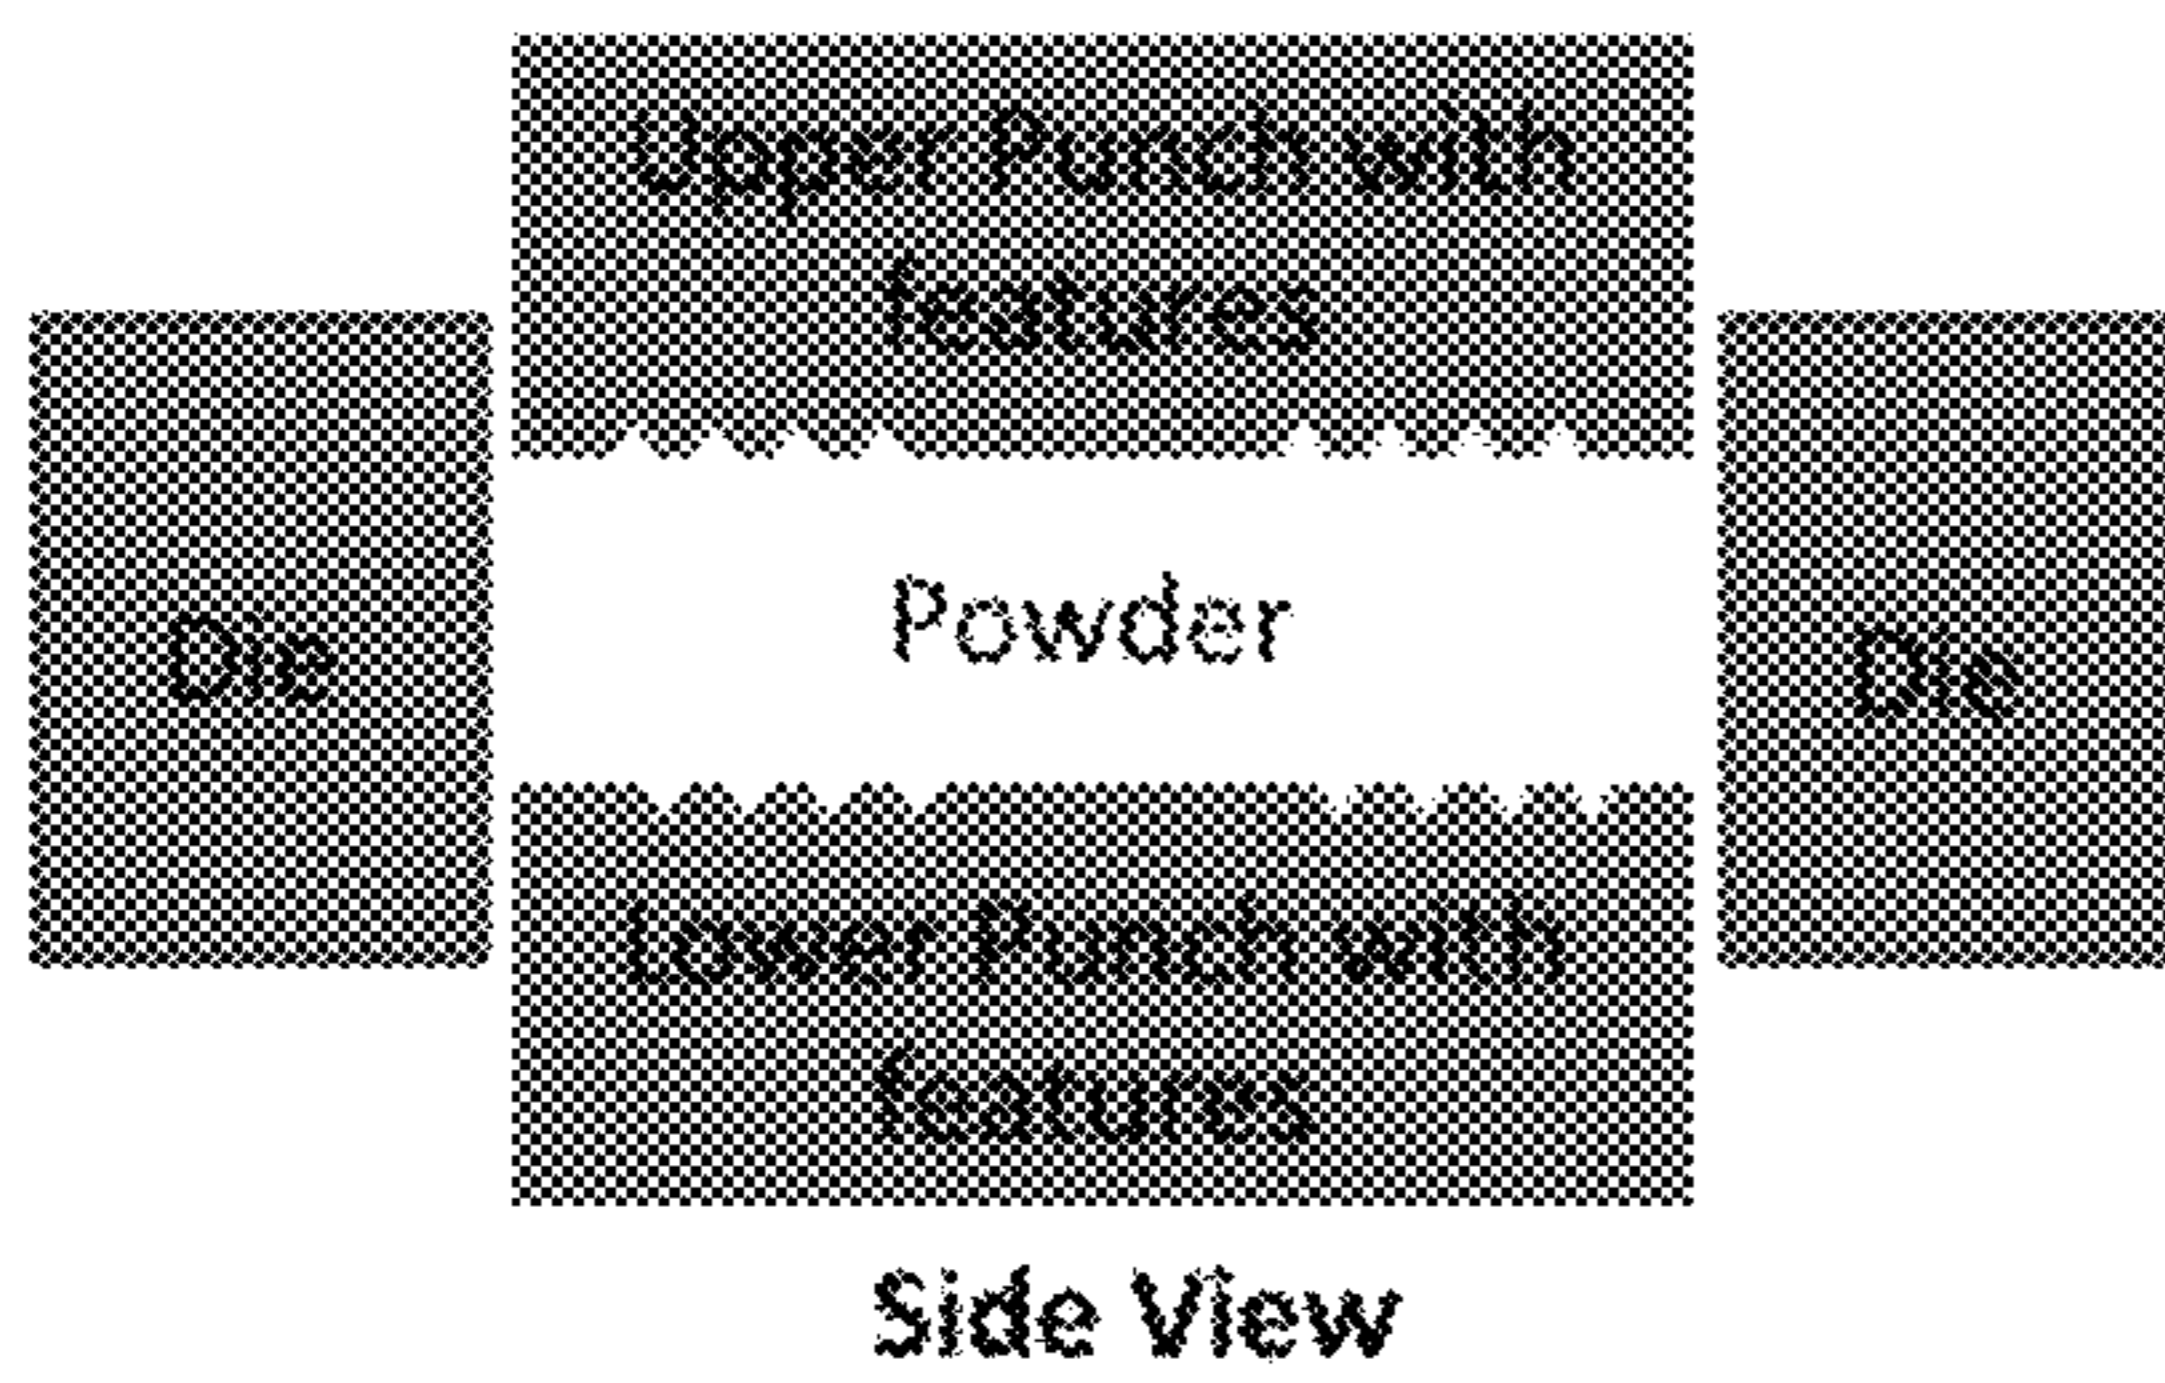 Upper Punch with
features
Powder
Die
Die
Lower Punch with
features
Side View